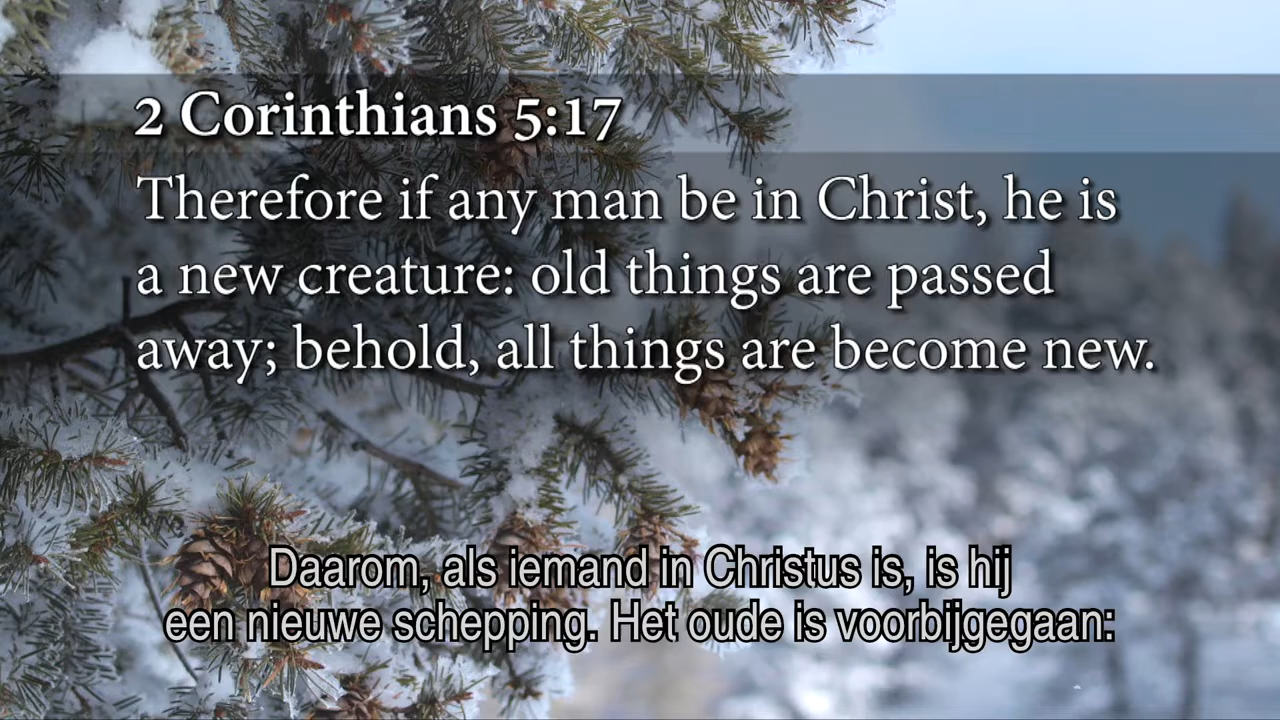 2 Corinthians 5:17
Therefore if any man be in Christ, he is
a new creature: old things are passed
away; behold, all things are become new.
Daarom, als iemand in Christus is, is hij
een nieuwe schepping. Het oude is voorbijgegaan: